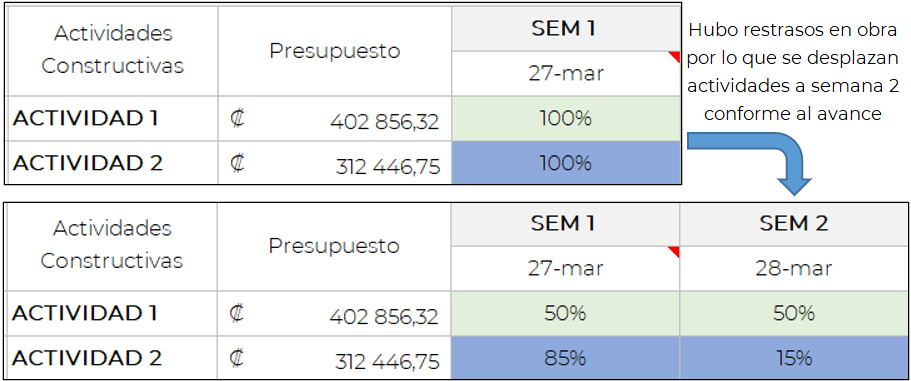 Actividades
Constructivas
Presupuesto
SEM 1
27-mar
ACTIVIDAD 1 ₡ 402 856,32 100%
ACTIVIDAD 2 ₡ 312 446,75 100%
Hubo restrasos en obra
por lo que se desplazan
actividades a semana 2
conforme al avance
Actividades
Constructivas
Presupuesto
SEM 1 SEM 2
27-mar 28-mar
ACTIVIDAD 1 ₡ 402 856,32 50% 50%
ACTIVIDAD 2 ₡ 312 446,75 85% 15%